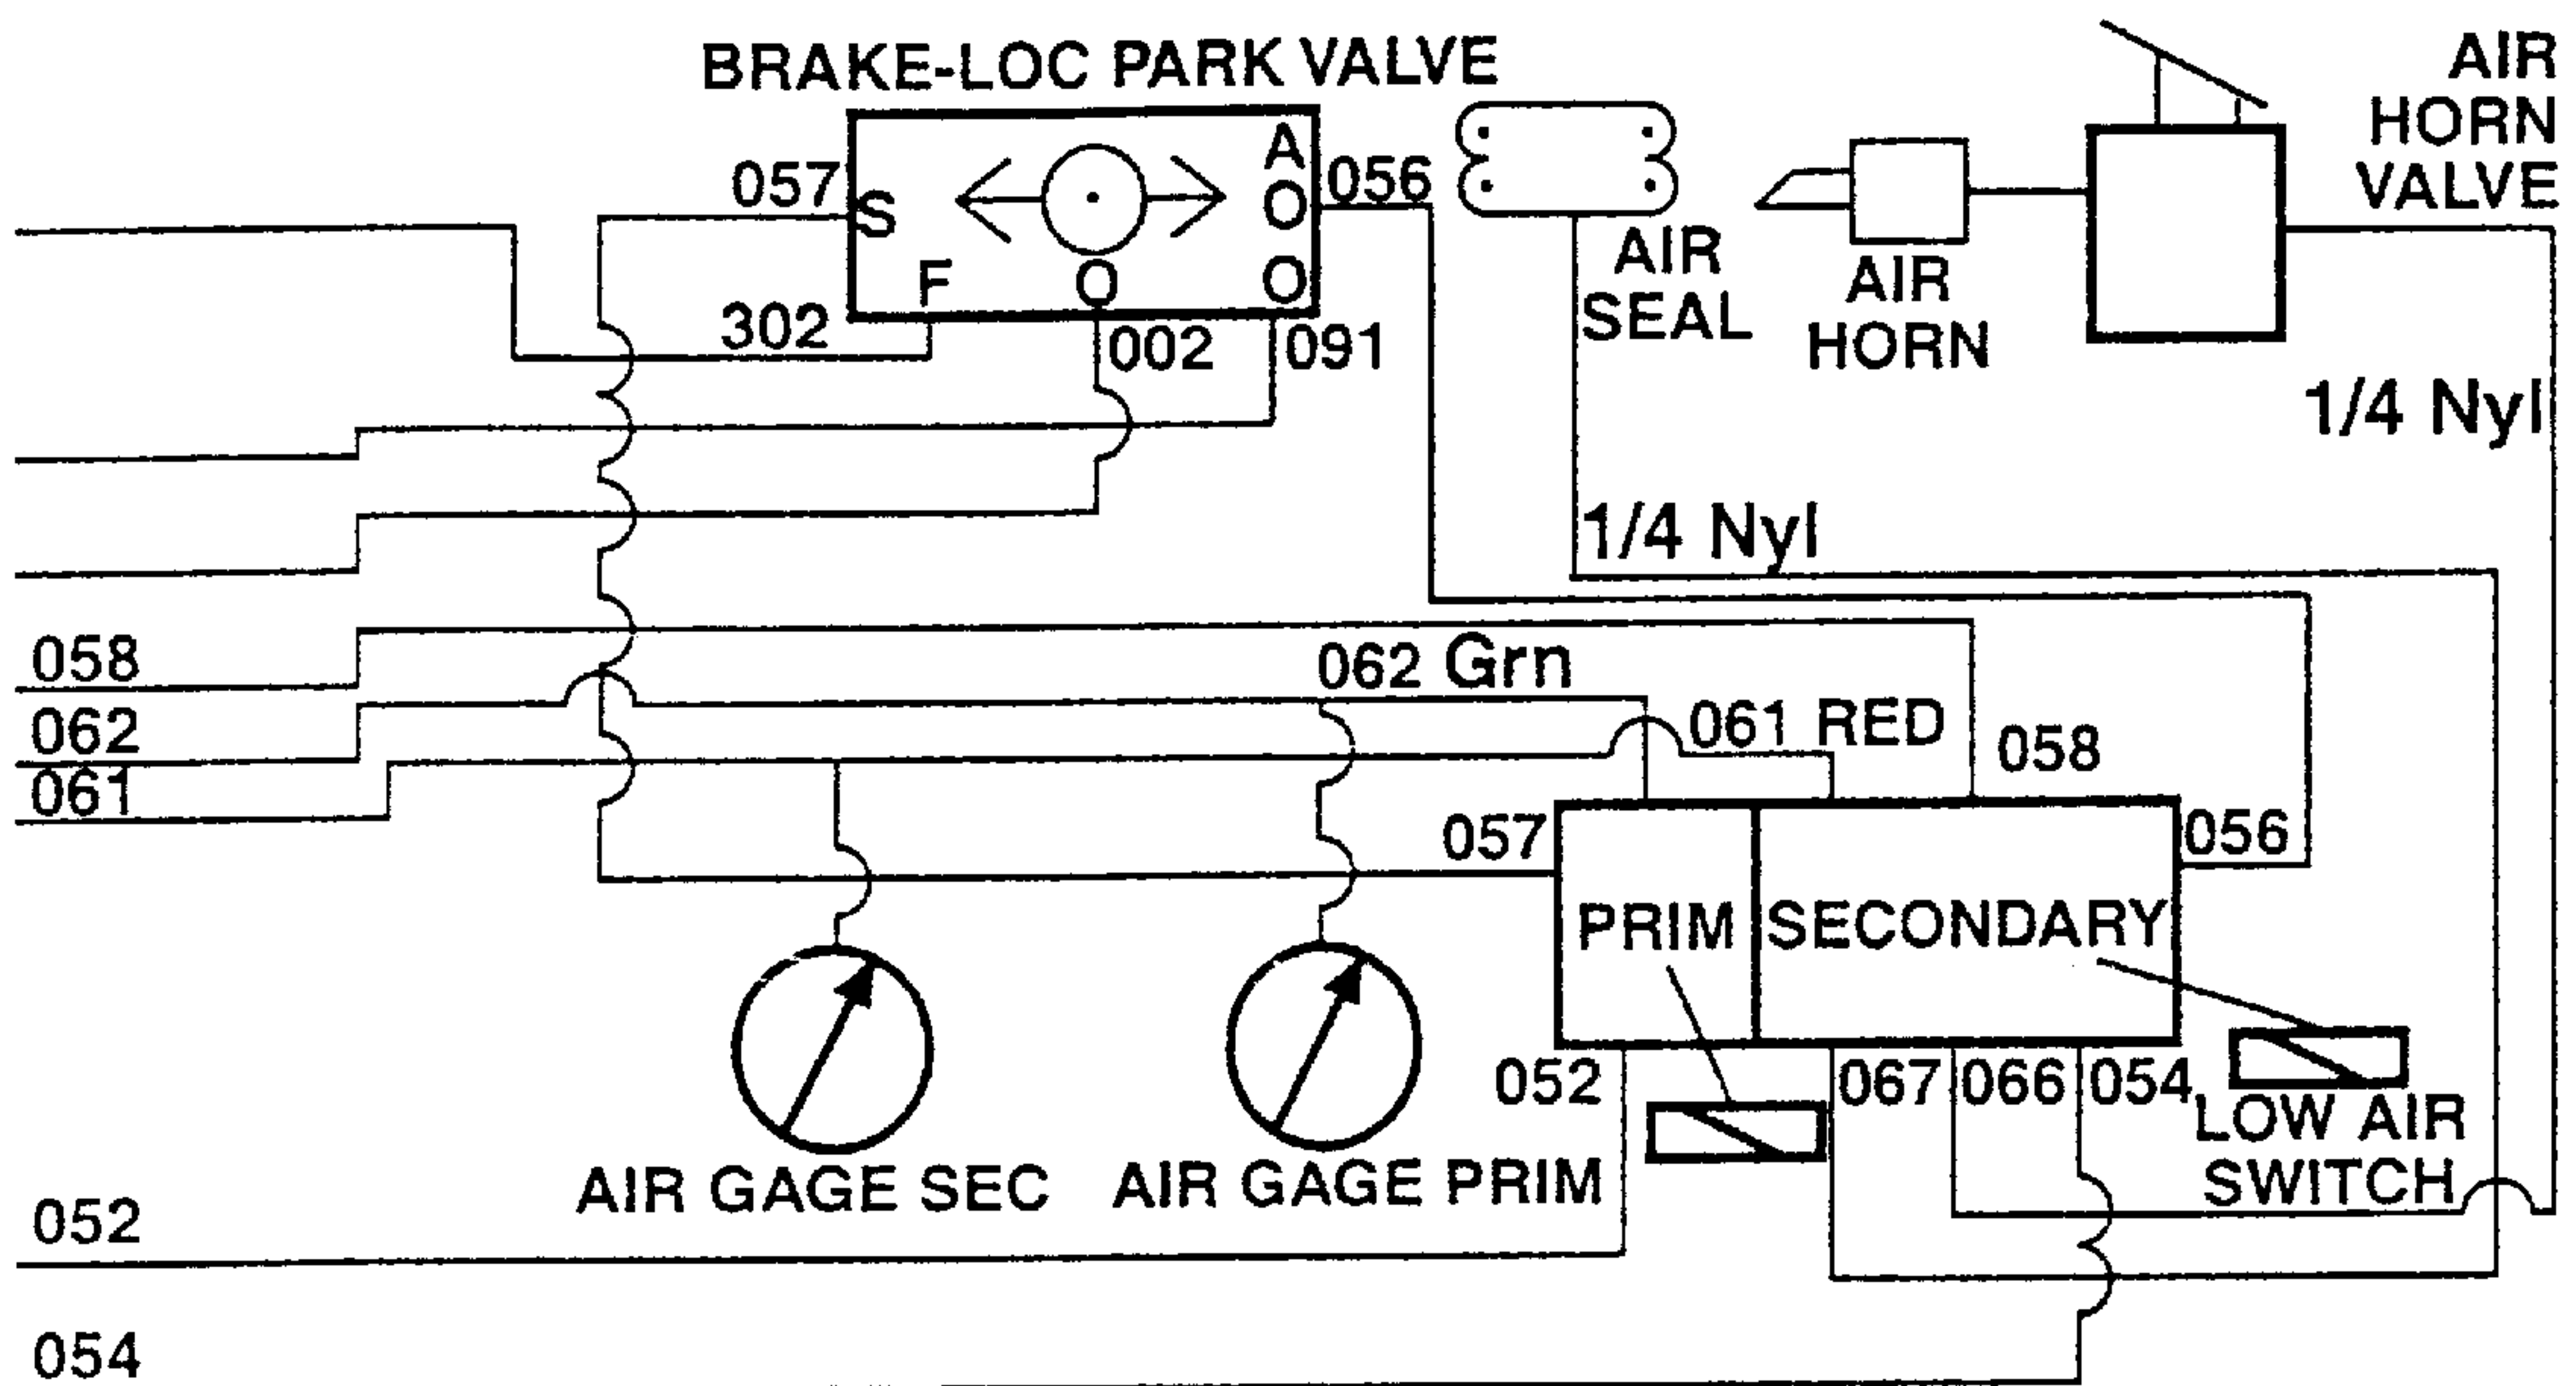 BRAKE-LOC PARK VALVE
AIR
HORN
VALVE
057
S
A
O
O
056
F
O
302
002
091
AIR
SEAL
AIR
HORN
1/4 Nyl
1/4 Nyl
058
062 Grn
062
061 RED
058
061
057
056
PRIM
SECONDARY
052
067
066
054
LOW AIR
SWITCH
AIR GAGE SEC
AIR GAGE PRIM
052
054